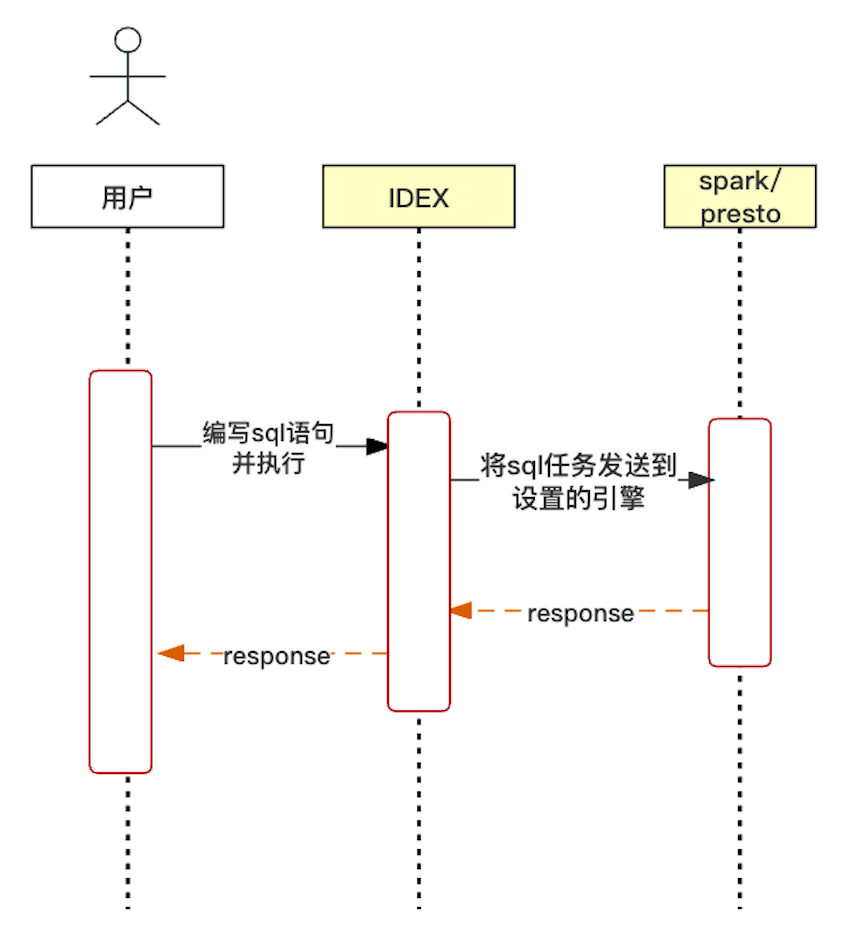 用户
IDEX
spark/
presto
编写sql语句
并执行
将sql任务发送到
设置的引擎
response
response